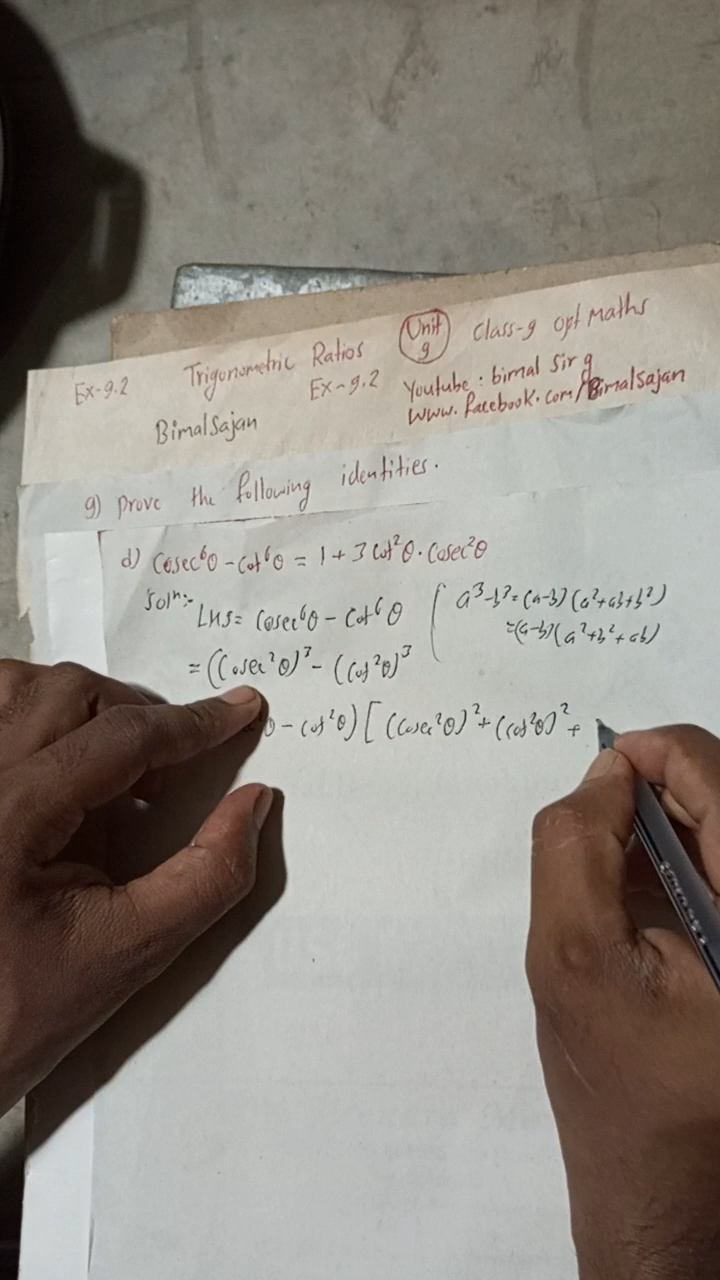 Ex-9.2 Trigonometric Ratios Unit 9 Class-9 opt Maths
BimalSajan Ex-9.2 Youtube: bimal Sir g
www.facebook.com/BimalSajan
9) prove the following identities.
d) Cosec⁶θ - cot⁶θ = 1 + 3 cot²θ . Cosec²θ
Solⁿ:-
LHS = Cosec⁶θ - Cot⁶θ
a³-b³ = (a-b) (a²+ab+b²)
= (a-b) (a²+b²+ab)
= (Cosec²θ)³ - (Cot²θ)³
²θ - cot²θ) [ (Cosec²θ)² + (cot²θ)² +